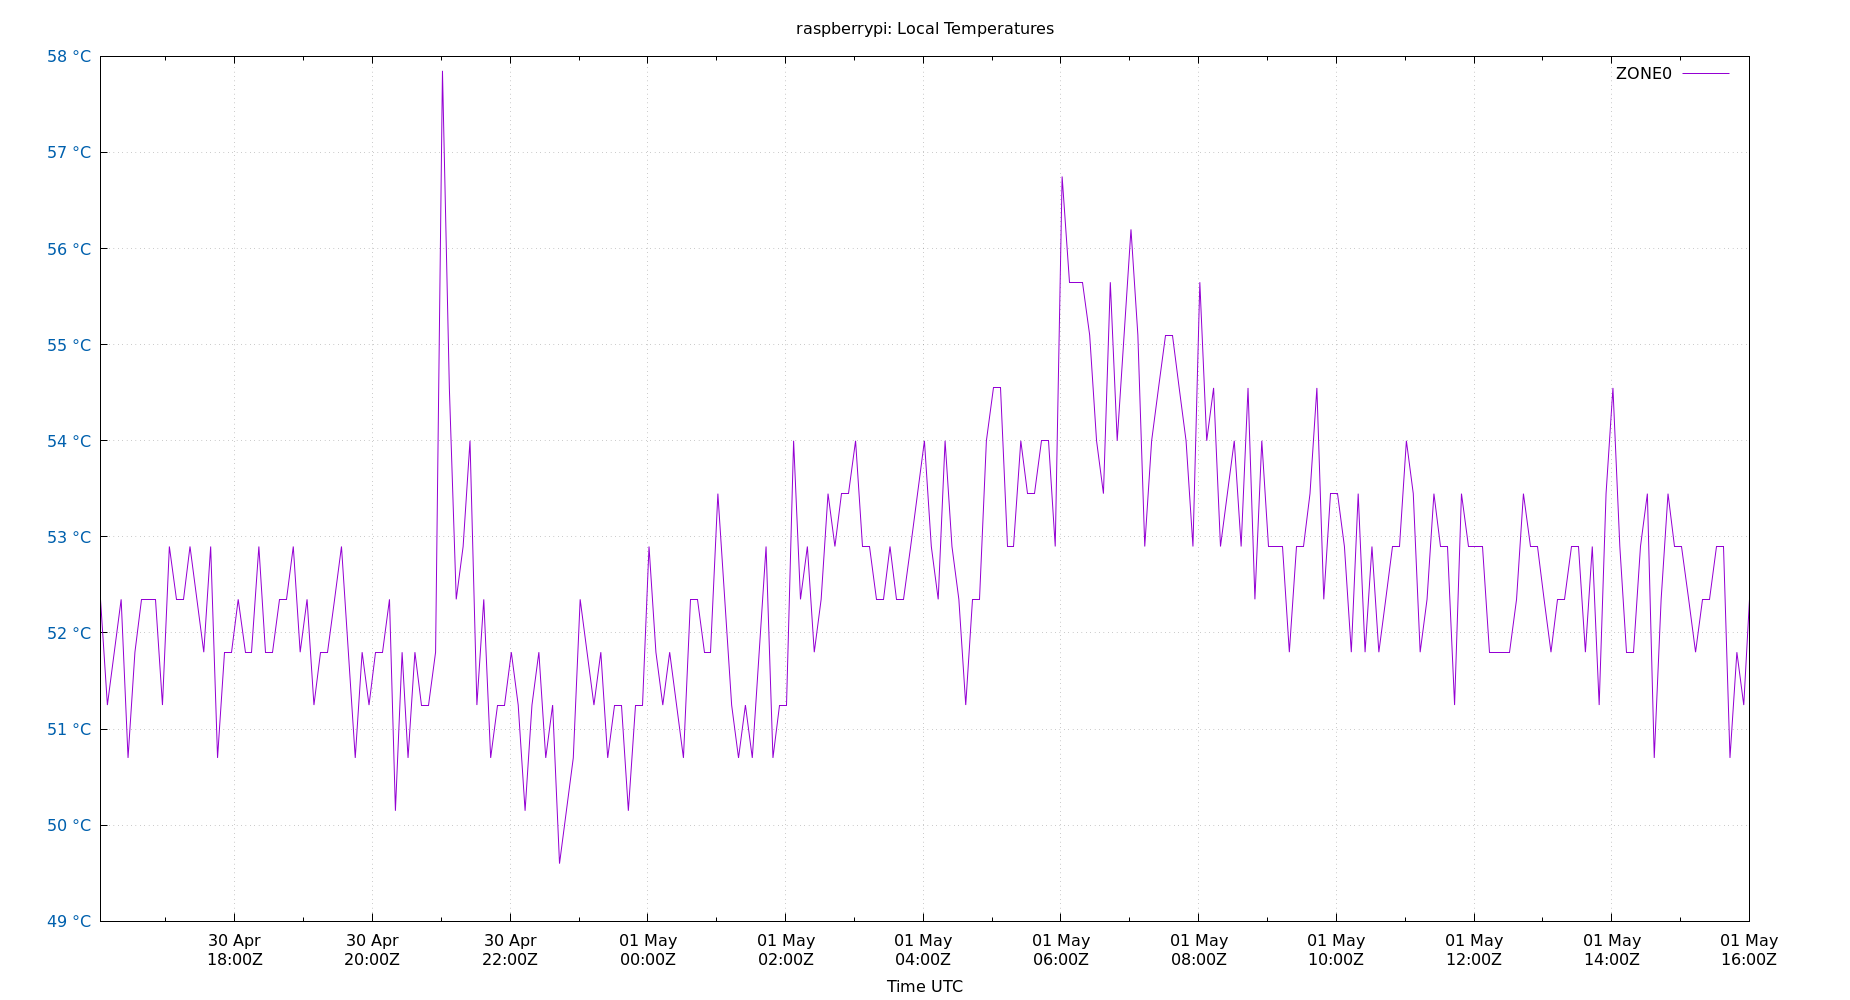 raspberrypi: Local Temperatures
58 °C
ZONE0
57 °C
56 °C
55 °C
54 °C
53 °C
52 °C
51 °C
50 °C
49 °C
30 Apr 30 Apr 30 Apr 01 May 01 May 01 May 01 May 01 May 01 May 01 May 01 May 01 May
18:00Z 20:00Z 22:00Z 00:00Z 02:00Z 04:00Z 06:00Z 08:00Z 10:00Z 12:00Z 14:00Z 16:00Z
Time UTC